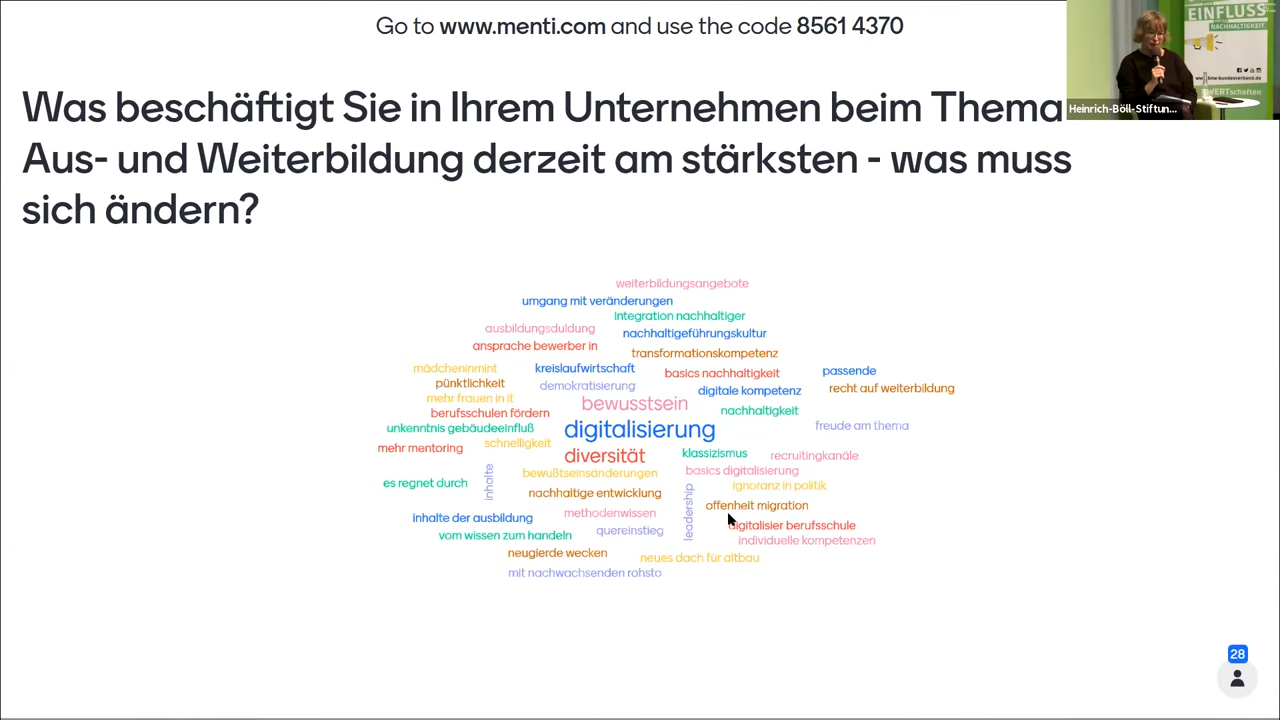 Go to www.menti.com and use the code 8561 4370
EINFLUSS
NACHHALTIGKEIT.
Heinrich-Böll-Stiftun...
Was beschäftigt Sie in Ihrem Unternehmen beim Thema
Aus- und Weiterbildung derzeit am stärksten - was muss
sich ändern?
weiterbildungsangebote
umgang mit veränderungen
integration nachhaltiger
ausbildungsduldung
nachhaltigeführungskultur
ansprache bewerber in
transformationskompetenz
mädcheninmint
kreislaufwirtschaft
basics nachhaltigkeit
passende
pünktlichkeit
demokratisierung
digitale kompetenz
recht auf weiterbildung
mehr frauen in it
bewusstsein
berufsschulen fördern
nachhaltigkeit
unkenntnis gebäudeeinfluß
digitalisierung
freude am thema
mehr mentoring
schnelligkeit
diversität
klassizismus
recruitingkanäle
es regnet durch
inhalte
bewußtseinsänderungen
basics digitalisierung
ignoranz in politik
nachhaltige entwicklung
leadership
offenheit migration
inhalte der ausbildung
methodenwissen
digitalisier berufsschule
vom wissen zum handeln
quereinstieg
individuelle kompetenzen
neugierde wecken
neues dach für altbau
mit nachwachsenden rohsto
28